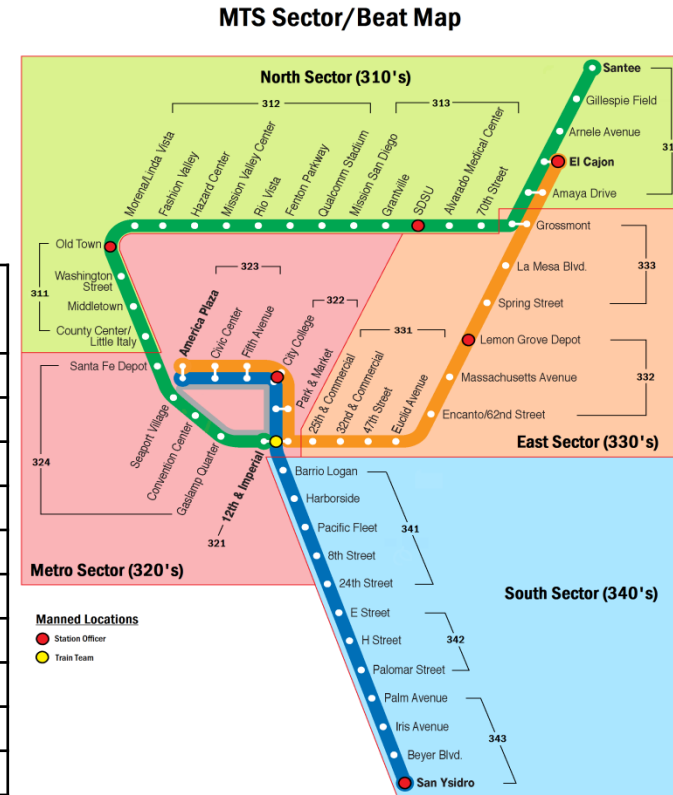 MTS Sector/Beat Map
North Sector (310's)
312
313
Santee
Gillespie Field
Arnele Avenue
El Cajon
Amaya Drive
Grossmont
Morena/Linda Vista
Fashion Valley
Hazard Center
Mission Valley Center
Rio Vista
Fenton Parkway
Qualcomm Stadium
Mission San Diego
Grantville
SDSU
Alvarado Medical Center
70th Street
Old Town
Washington
Street
Middletown
County Center/
Little Italy
311
Santa Fe Depot
Seaport Village
Convention Center
Gaslamp Quarter
324
12th & Imperial
321
America Plaza
Civic Center
Fifth Avenue
323
City College
Park & Market
322
25th & Commercial
32nd & Commercial
47th Street
Euclid Avenue
331
La Mesa Blvd.
Spring Street
333
Lemon Grove Depot
Massachusetts Avenue
Encanto/62nd Street
332
East Sector (330's)
Metro Sector (320's)
Barrio Logan
Harborside
Pacific Fleet
8th Street
24th Street
341
E Street
H Street
Palomar Street
342
Palm Avenue
Iris Avenue
Beyer Blvd.
San Ysidro
343
South Sector (340's)
Manned Locations
Station Officer
Train Team